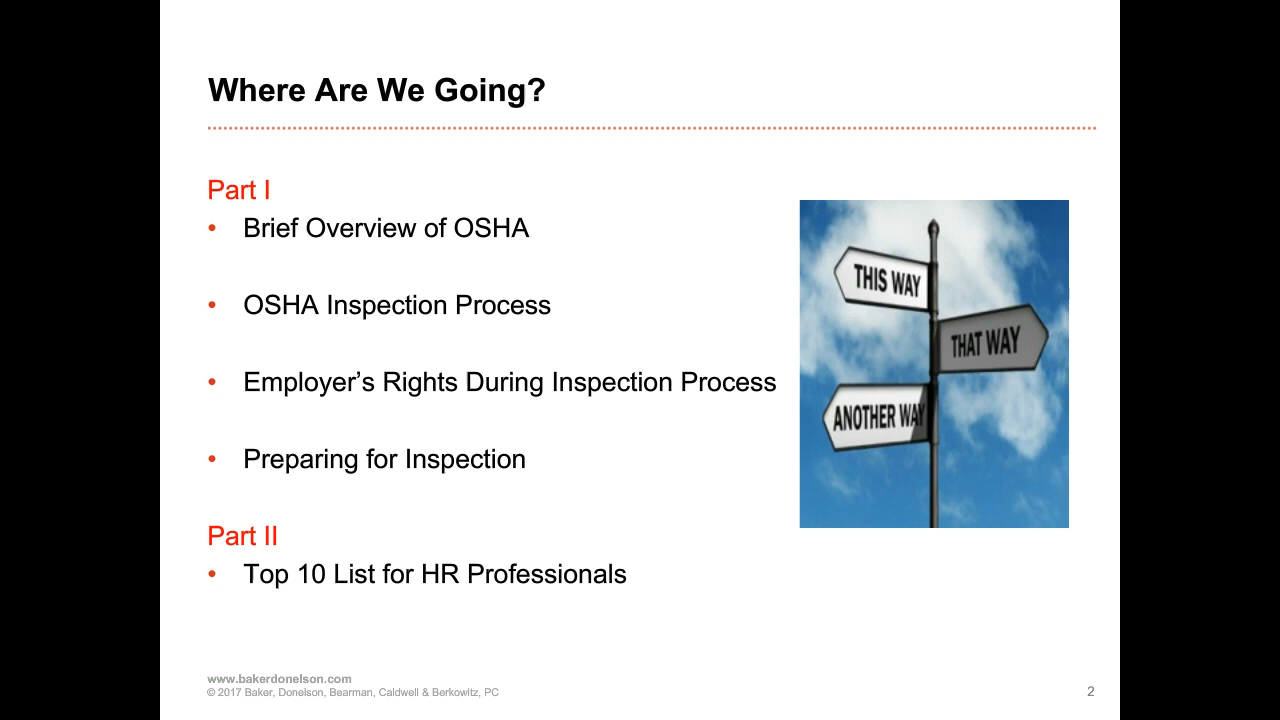 Where Are We Going?
Part I
• Brief Overview of OSHA
• OSHA Inspection Process
• Employer’s Rights During Inspection Process
• Preparing for Inspection
Part II
• Top 10 List for HR Professionals
THIS WAY
THAT WAY
ANOTHER WAY
www.bakerdonelson.com
© 2017 Baker, Donelson, Bearman, Caldwell & Berkowitz, PC
2